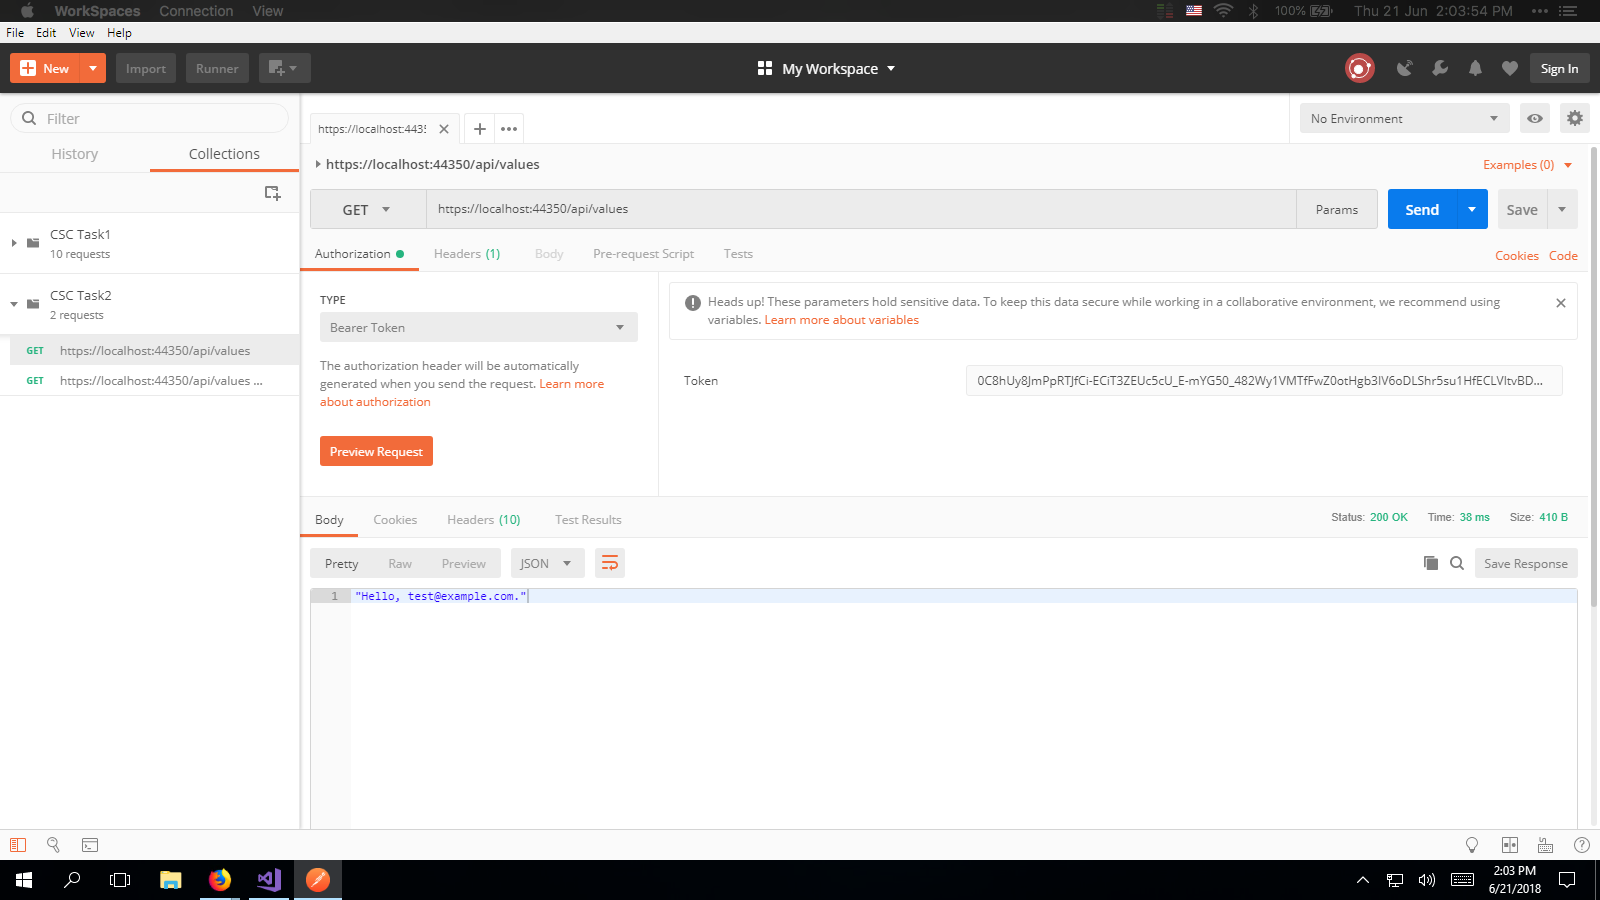 WorkSpaces Connection View 100% Thu 21 Jun 2:03:54 PM
File Edit View Help
New Import Runner My Workspace Sign In
Filter
History Collections
CSC Task1
10 requests
CSC Task2
2 requests
GET https://localhost:44350/api/values
GET https://localhost:44350/api/values ...
https://localhost:4435 No Environment
https://localhost:44350/api/values Examples (0)
GET https://localhost:44350/api/values Params Send Save
Authorization Headers (1) Body Pre-request Script Tests Cookies Code
TYPE
Bearer Token
The authorization header will be automatically
generated when you send the request. Learn more
about authorization
Preview Request
Heads up! These parameters hold sensitive data. To keep this data secure while working in a collaborative environment, we recommend using
variables. Learn more about variables
Token 0C8hUy8JmPpRTJfCi-ECiT3ZEUc5cU_E-mYG50_482Wy1VMTfFwZ0otHgb3IV6oDLShr5su1HfECLVItvBD...
Body Cookies Headers (10) Test Results Status: 200 OK Time: 38 ms Size: 410 B
Pretty Raw Preview JSON Save Response
1 "Hello, test@example.com."
2:03 PM
6/21/2018